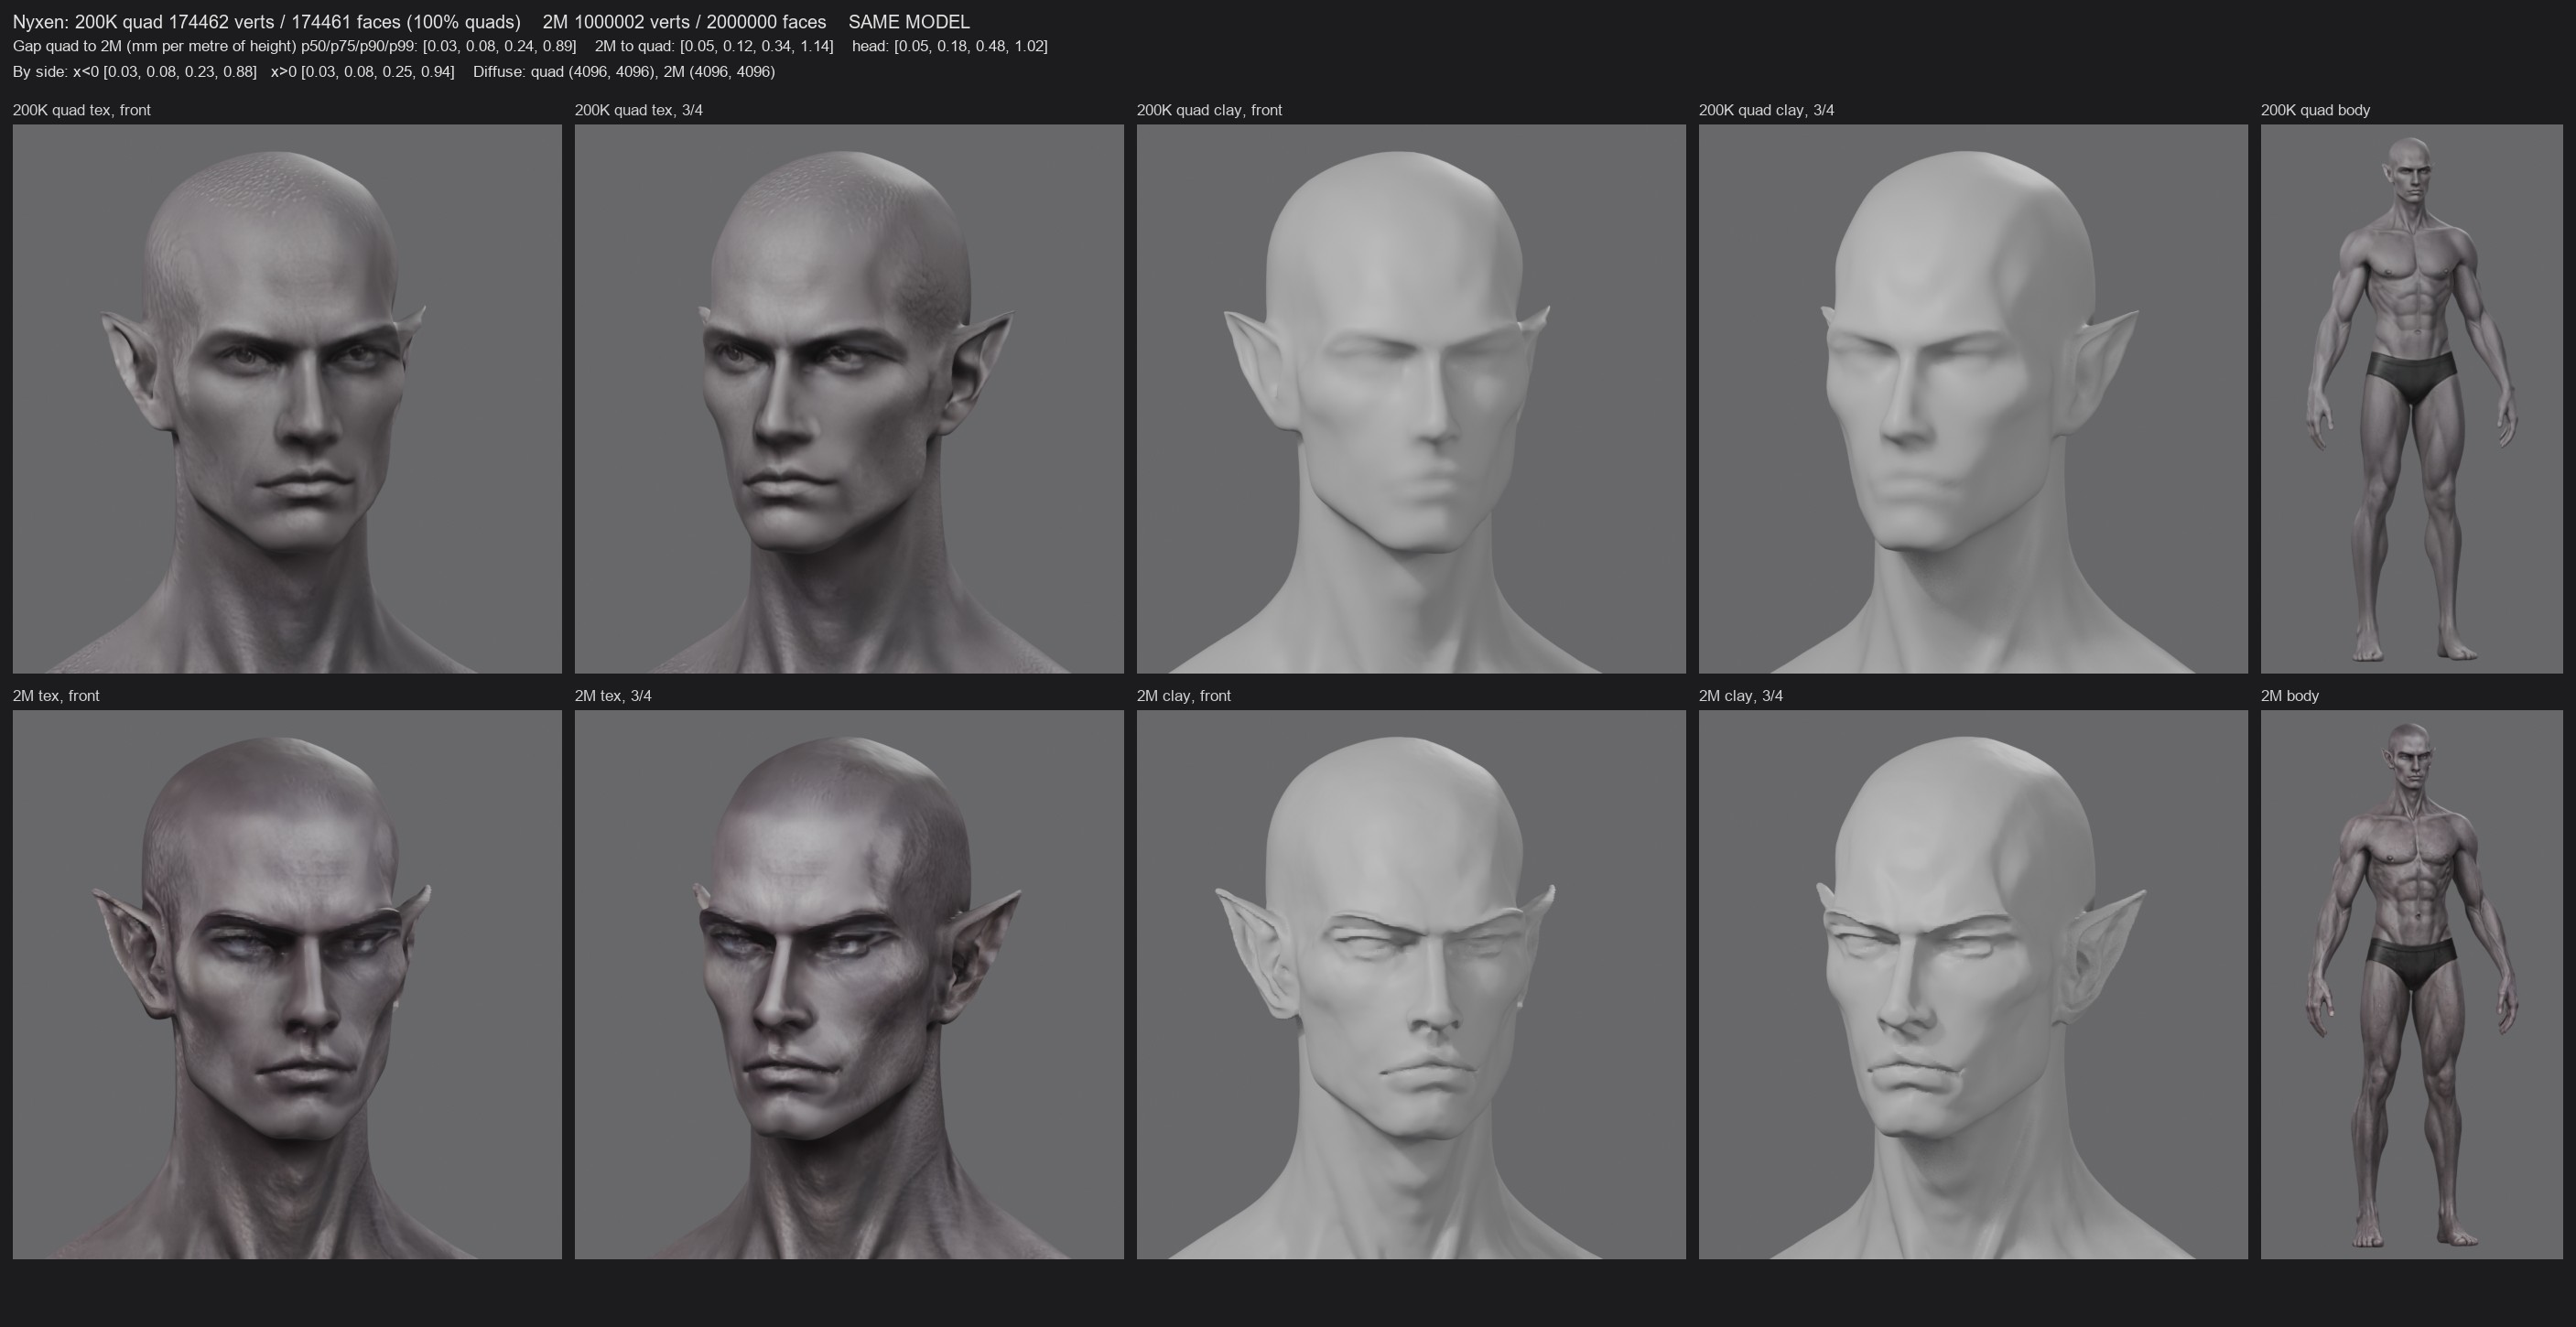 Nyxen: 200K quad 174462 verts / 174461 faces (100% quads)    2M 1000002 verts / 2000000 faces    SAME MODEL
Gap quad to 2M (mm per metre of height) p50/p75/p90/p99: [0.03, 0.08, 0.24, 0.89]    2M to quad: [0.05, 0.12, 0.34, 1.14]    head: [0.05, 0.18, 0.48, 1.02]
By side: x<0 [0.03, 0.08, 0.23, 0.88]   x>0 [0.03, 0.08, 0.25, 0.94]    Diffuse: quad (4096, 4096), 2M (4096, 4096)
200K quad tex, front
200K quad tex, 3/4
200K quad clay, front
200K quad clay, 3/4
200K quad body
2M tex, front
2M tex, 3/4
2M clay, front
2M clay, 3/4
2M body